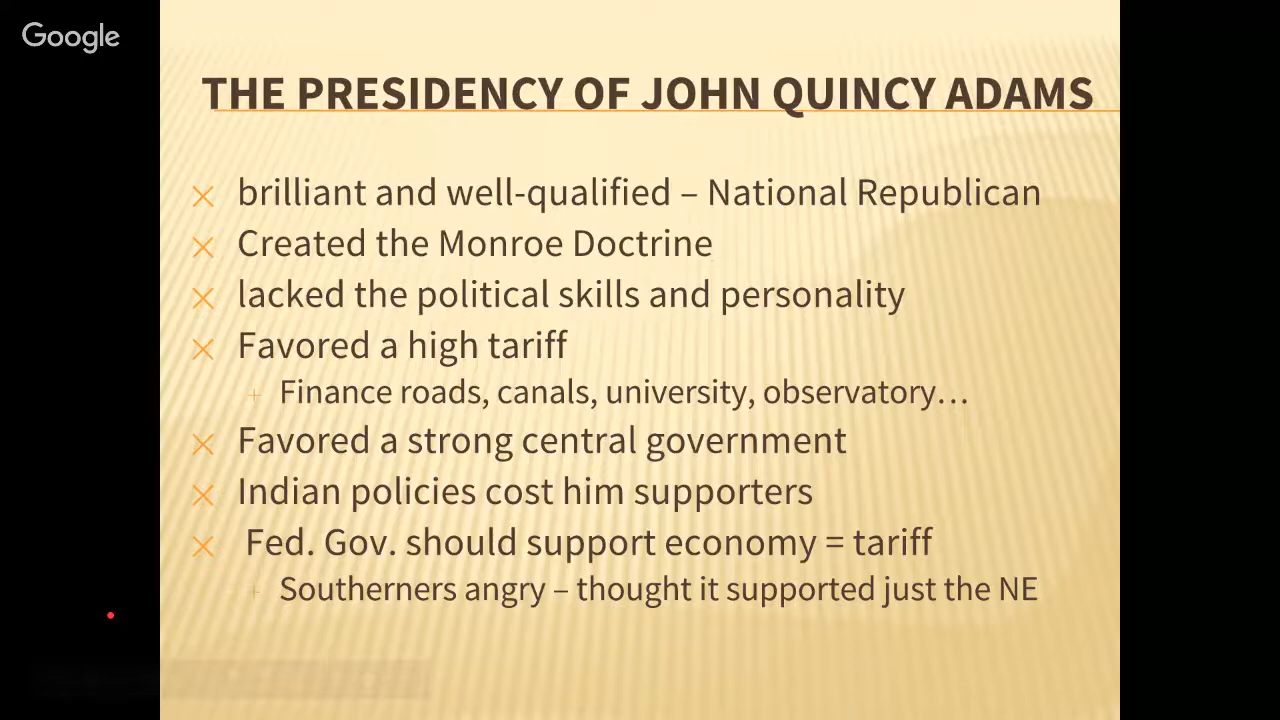 Google
THE PRESIDENCY OF JOHN QUINCY ADAMS
brilliant and well-qualified – National Republican
Created the Monroe Doctrine
lacked the political skills and personality
Favored a high tariff
Finance roads, canals, university, observatory…
Favored a strong central government
Indian policies cost him supporters
Fed. Gov. should support economy = tariff
Southerners angry – thought it supported just the NE